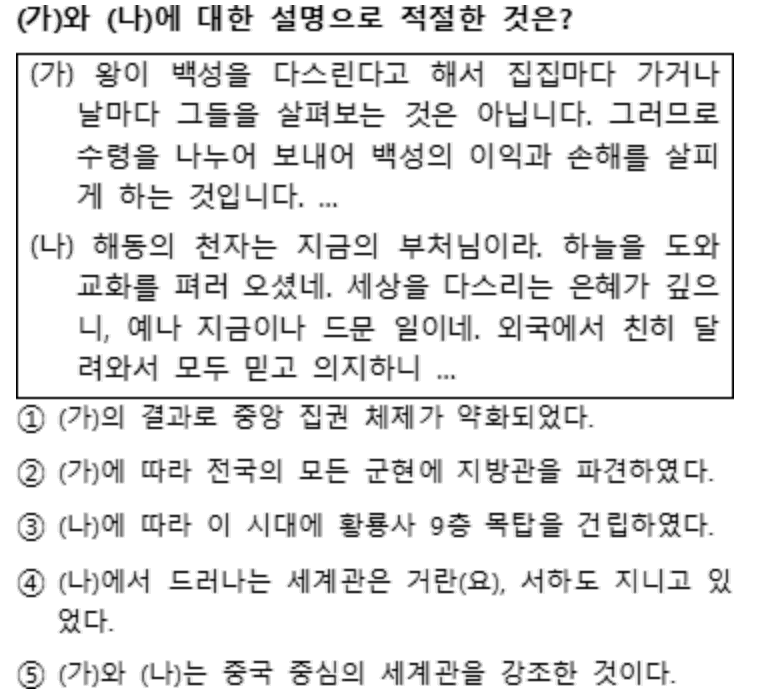 (가)와 (나)에 대한 설명으로 적절한 것은?
(가) 왕이 백성을 다스린다고 해서 집집마다 가거나
날마다 그들을 살펴보는 것은 아닙니다. 그러므로
수령을 나누어 보내어 백성의 이익과 손해를 살피
게 하는 것입니다. ...
(나) 해동의 천자는 지금의 부처님이라. 하늘을 도와
교화를 펴러 오셨네. 세상을 다스리는 은혜가 깊으
니, 예나 지금이나 드문 일이네. 외국에서 친히 달
려와서 모두 믿고 의지하니 ...
① (가)의 결과로 중앙 집권 체제가 약화되었다.
② (가)에 따라 전국의 모든 군현에 지방관을 파견하였다.
③ (나)에 따라 이 시대에 황룡사 9층 목탑을 건립하였다.
④ (나)에서 드러나는 세계관은 거란(요), 서하도 지니고 있
었다.
⑤ (가)와 (나)는 중국 중심의 세계관을 강조한 것이다.